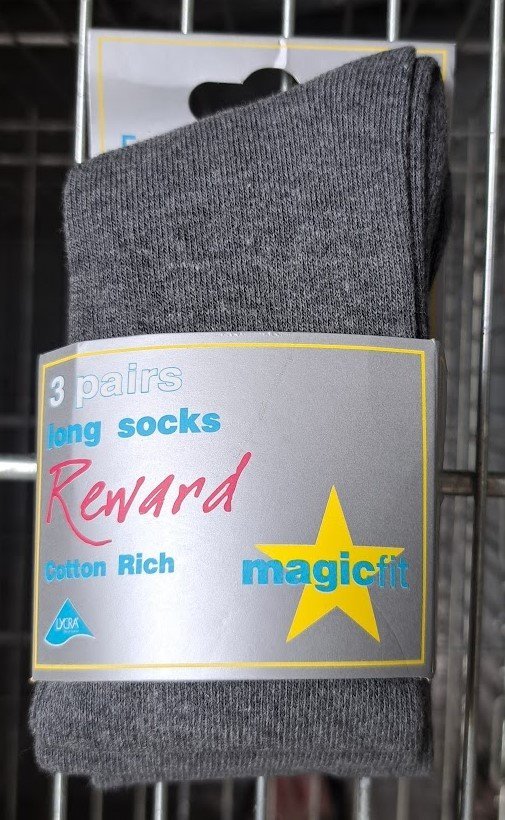 3 pairs
long socks
Reward
Cotton Rich
magicfit
LYCRA